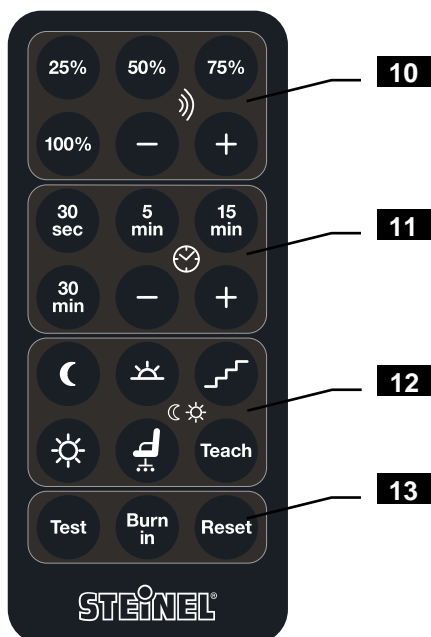 25% 50% 75%
10
100% − +
30 sec 5 min 15 min
11
30 min − +
12
Teach
13
Test Burn in Reset
STEINEL®